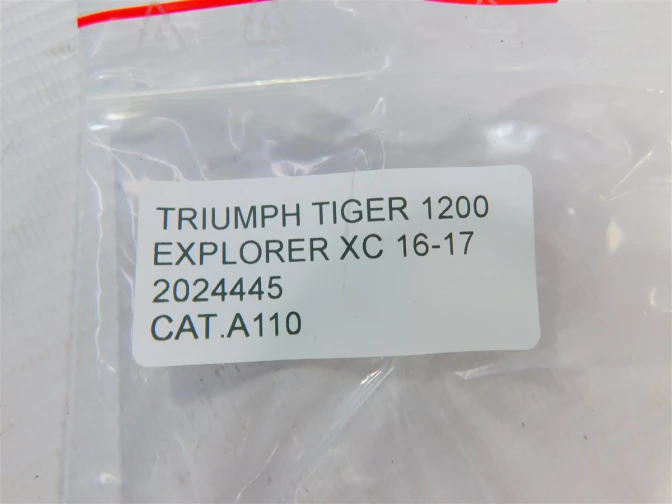 TRIUMPH TIGER 1200
EXPLORER XC 16-17
2024445
CAT.A110